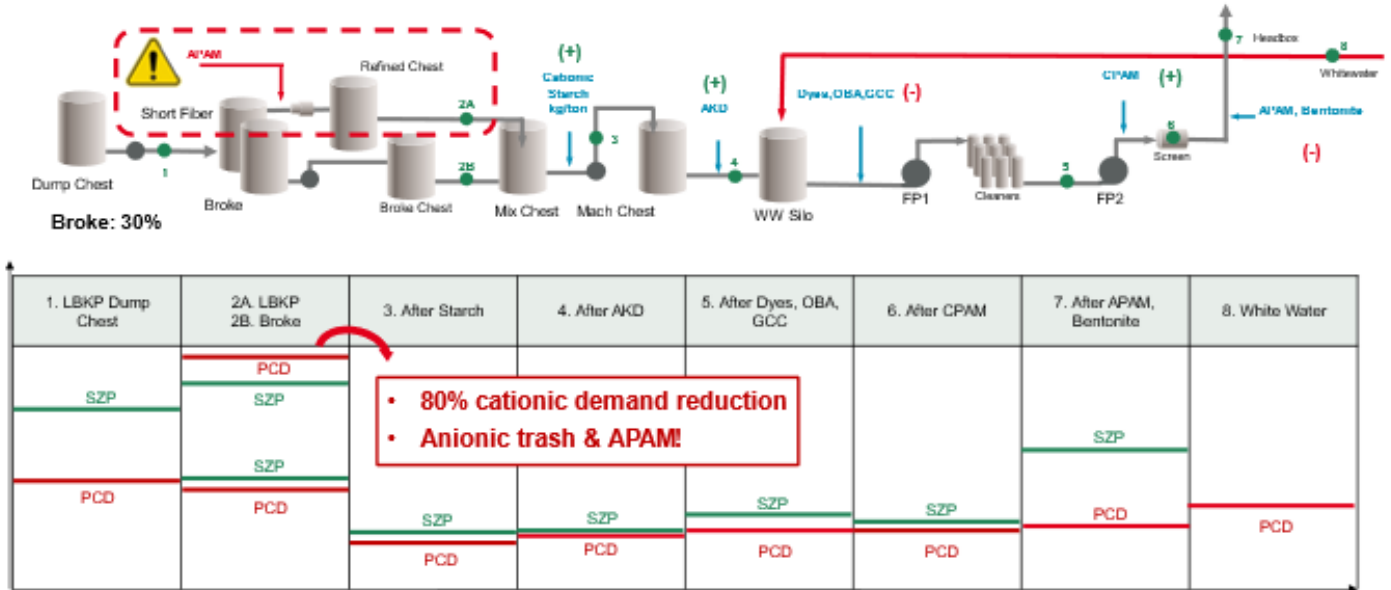 APAM
Refined Chest
Short Fiber
Dump Chest
1
Broke
Broke: 30%
2A
2B
Broke Chest
Mix Chest
(+)
Cationic
Starch
kg/ton
3
Mach Chest
(+)
AKD
4
WW Silo
Dyes,OBA,GCC (-)
FP1
Cleaners
5
FP2
CPAM (+)
6
Screen
7
Headbox
8
Whitewater
APAM, Bentonite
(-)
1. LBKP Dump
Chest
2A. LBKP
2B. Broke
3. After Starch
4. After AKD
5. After Dyes, OBA,
GCC
6. After CPAM
7. After APAM,
Bentonite
8. White Water
SZP
PCD
PCD
SZP
SZP
PCD
• 80% cationic demand reduction
• Anionic trash & APAM!
SZP
PCD
SZP
PCD
SZP
PCD
SZP
PCD
SZP
PCD
PCD